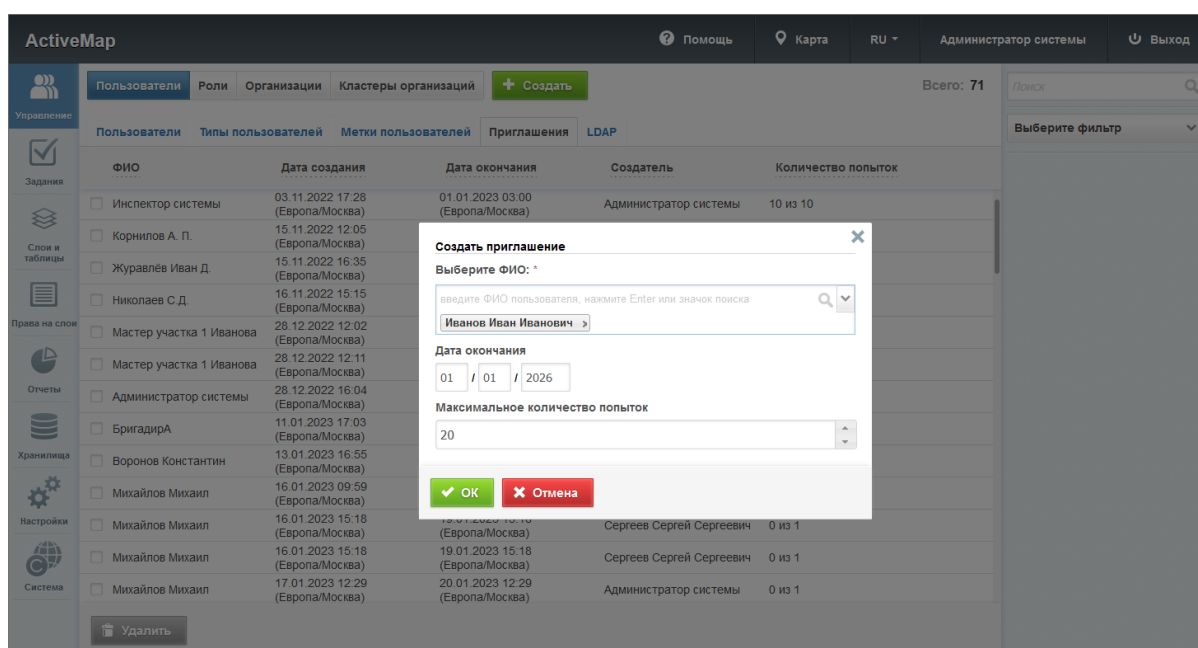 ActiveMap
Помощь
Карта
RU
Администратор системы
Выход
Управление
Задания
Слои и таблицы
Права на слои
Отчеты
Хранилища
Настройки
Система
Пользователи Роли Организации Кластеры организаций Создать
Всего: 71
Поиск
Выберите фильтр
Пользователи Типы пользователей Метки пользователей Приглашения LDAP
ФИО Дата создания Дата окончания Создатель Количество попыток
Инспектор системы 03.11.2022 17:28 (Европа/Москва) 01.01.2023 03:00 (Европа/Москва) Администратор системы 10 из 10
Корнилов А. П. 15.11.2022 12:05 (Европа/Москва)
Журавлёв Иван Д. 15.11.2022 16:35 (Европа/Москва)
Николаев С.Д. 16.11.2022 15:15 (Европа/Москва)
Мастер участка 1 Иванова 28.12.2022 12:02 (Европа/Москва)
Мастер участка 1 Иванова 28.12.2022 12:11 (Европа/Москва)
Администратор системы 28.12.2022 16:04 (Европа/Москва)
БригадирА 11.01.2023 17:03 (Европа/Москва)
Воронов Константин 13.01.2023 16:55 (Европа/Москва)
Михайлов Михаил 16.01.2023 09:59 (Европа/Москва)
Михайлов Михаил 16.01.2023 15:18 (Европа/Москва) (Европа/Москва) Сергеев Сергей Сергеевич 0 из 1
Михайлов Михаил 16.01.2023 15:18 (Европа/Москва) 19.01.2023 15:18 (Европа/Москва) Сергеев Сергей Сергеевич 0 из 1
Михайлов Михаил 17.01.2023 12:29 (Европа/Москва) 20.01.2023 12:29 (Европа/Москва) Администратор системы 0 из 1
Удалить
Создать приглашение
Выберите ФИО: *
введите ФИО пользователя, нажмите Enter или значок поиска
Иванов Иван Иванович
Дата окончания
01 / 01 / 2026
Максимальное количество попыток
20
ОК
Отмена